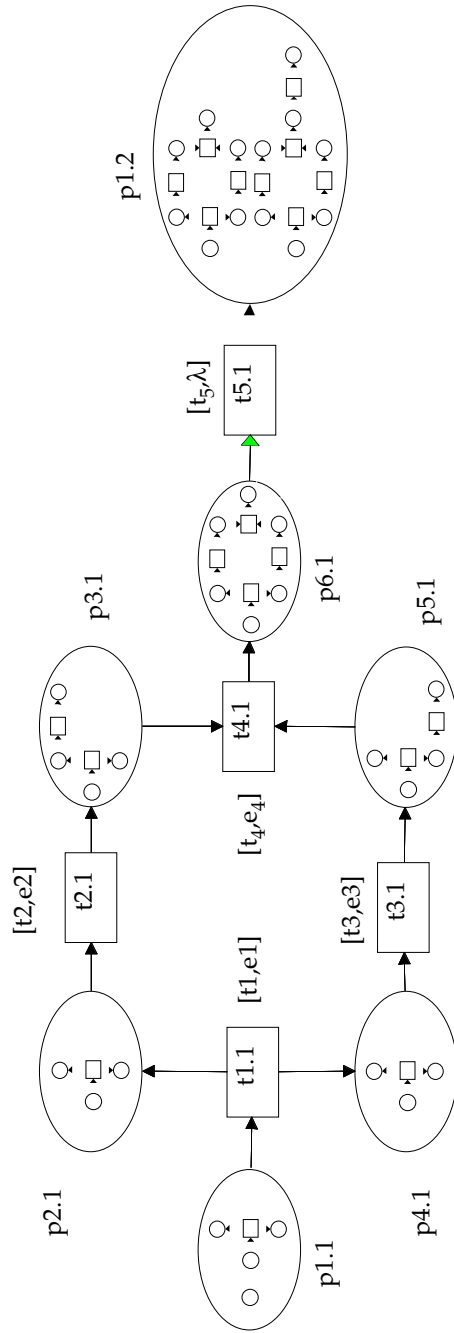 p2.1
[t2,e2]
t2.1
p3.1
p1.1
t1.1
[t1,e1]
[t₄,e₄]
t4.1
p6.1
[t₅,λ]
t5.1
p1.2
p4.1
[t3,e3]
t3.1
p5.1